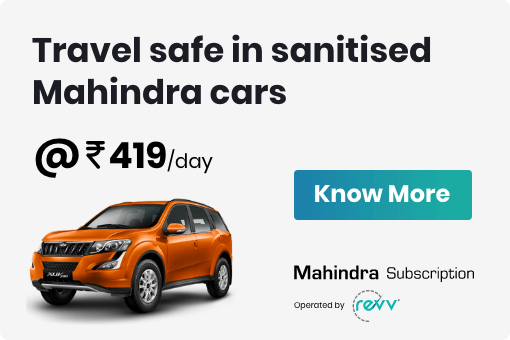 Travel safe in sanitised
Mahindra cars
@ ₹419/day
Know More
Mahindra Subscription
Operated by revv